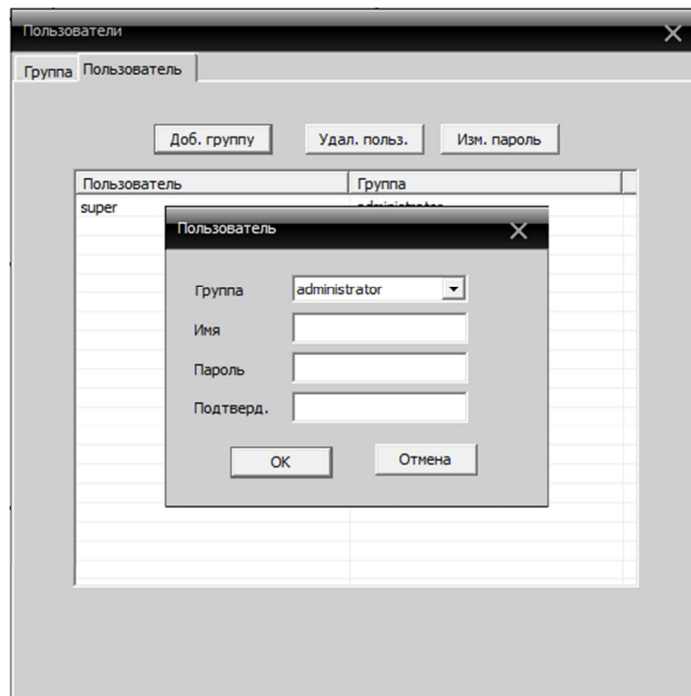 Пользователи
Группа Пользователь
Доб. группу Удал. польз. Изм. пароль
Пользователь Группа
super administrator
Пользователь
Группа administrator
Имя
Пароль
Подтверд.
OK Отмена